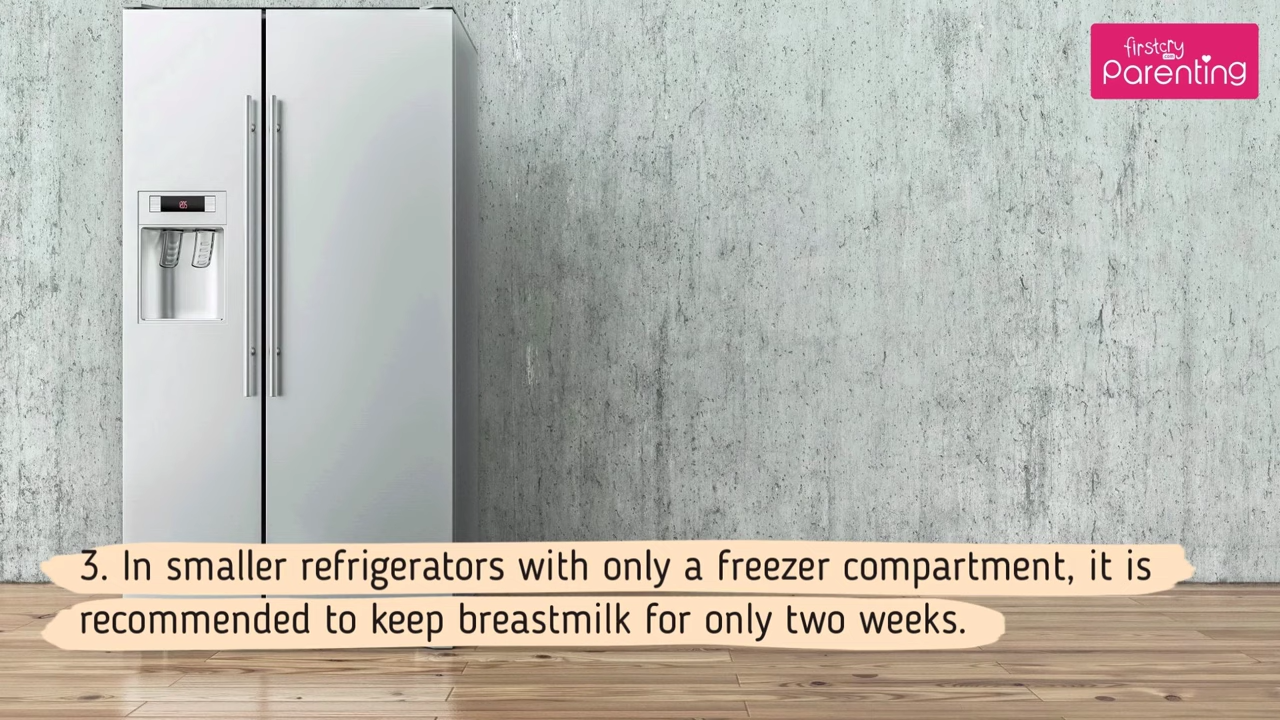 firstcry
.com
Parenting
3. In smaller refrigerators with only a freezer compartment, it is
recommended to keep breastmilk for only two weeks.